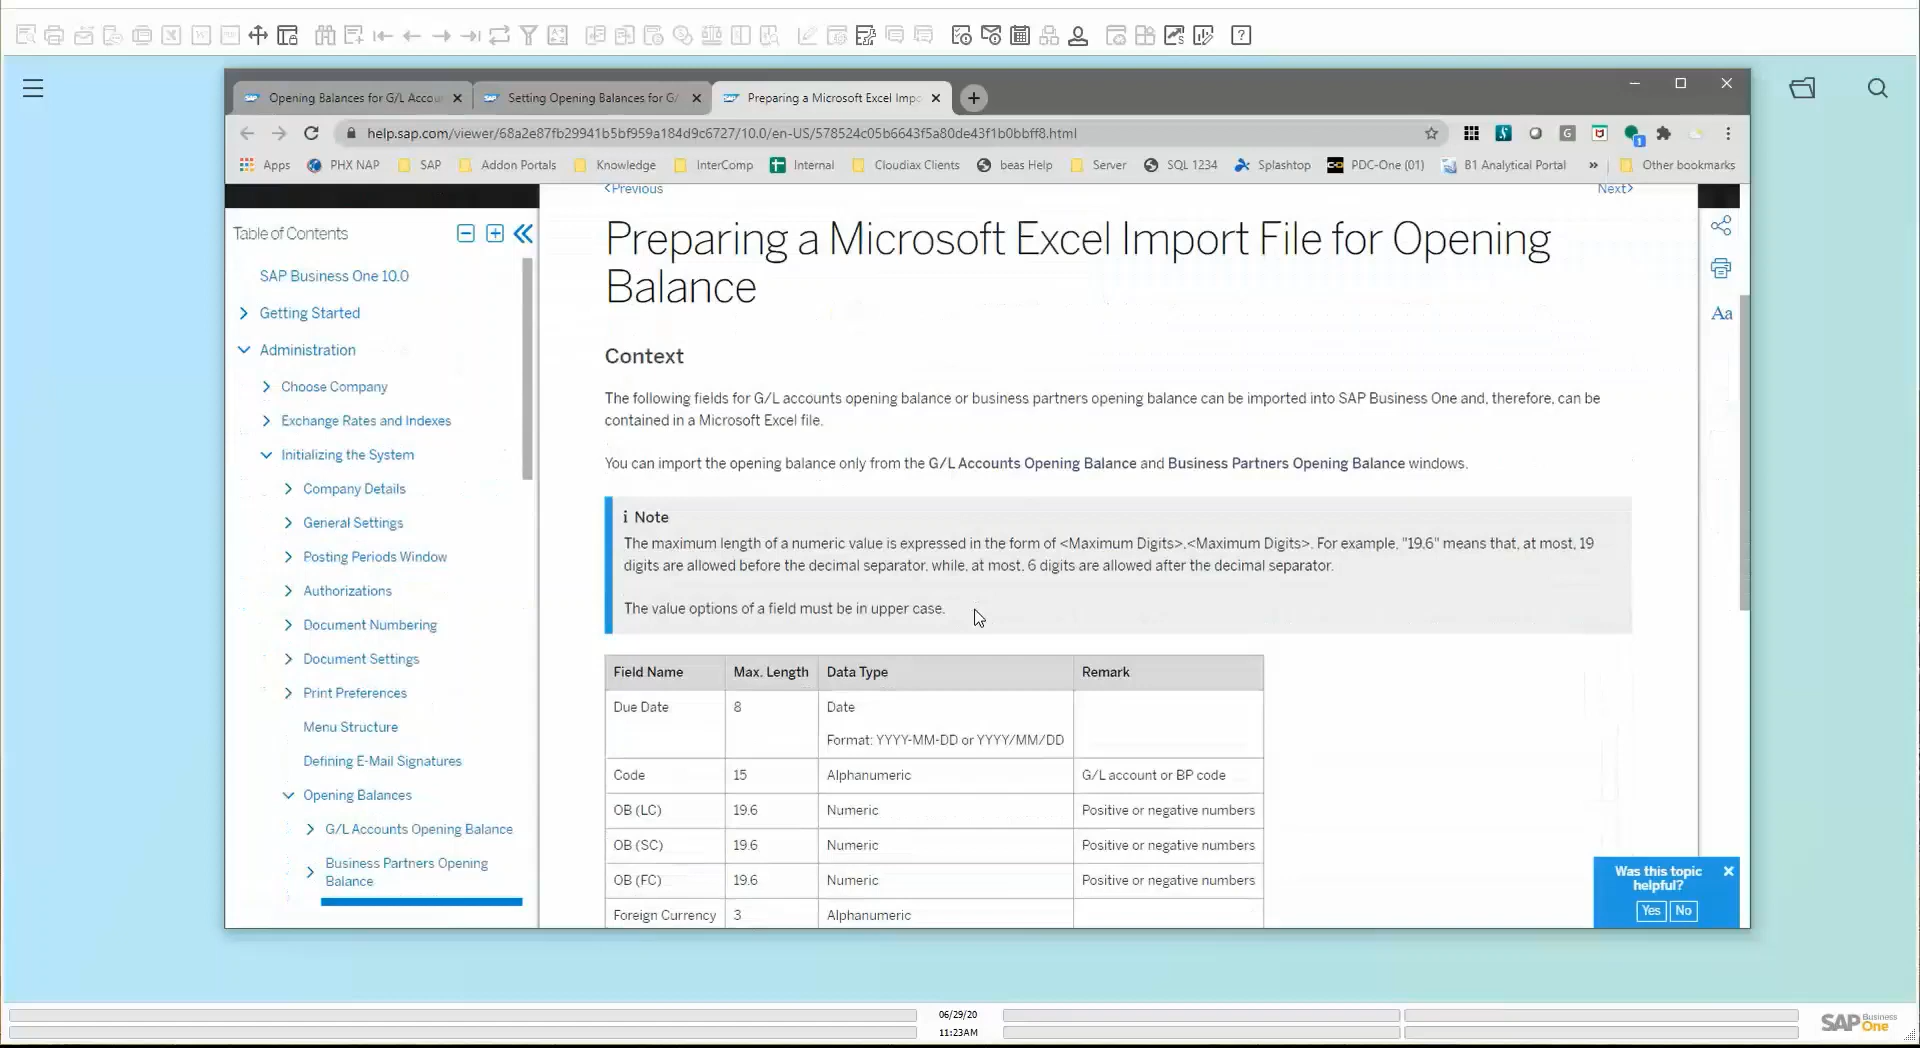 Opening Balances for G/L Accou
Setting Opening Balances for G/
Preparing a Microsoft Excel Impo
help.sap.com/viewer/68a2e87fb29941b5bf959a184d9c6727/10.0/en-US/578524c05b6643f5a80de43f1b0bbff8.html
Apps PHX NAP SAP Addon Portals Knowledge InterComp Internal Cloudiax Clients beas Help Server SQL 1234 Splashtop PDC-One (01) B1 Analytical Portal » Other bookmarks
<Previous
Next>
Table of Contents
SAP Business One 10.0
Getting Started
Administration
Choose Company
Exchange Rates and Indexes
Initializing the System
Company Details
General Settings
Posting Periods Window
Authorizations
Document Numbering
Document Settings
Print Preferences
Menu Structure
Defining E-Mail Signatures
Opening Balances
G/L Accounts Opening Balance
Business Partners Opening
Balance
Preparing a Microsoft Excel Import File for Opening
Balance
Context
The following fields for G/L accounts opening balance or business partners opening balance can be imported into SAP Business One and, therefore, can be
contained in a Microsoft Excel file.
You can import the opening balance only from the G/L Accounts Opening Balance and Business Partners Opening Balance windows.
i Note
The maximum length of a numeric value is expressed in the form of <Maximum Digits>.<Maximum Digits>. For example, "19.6" means that, at most, 19
digits are allowed before the decimal separator, while, at most, 6 digits are allowed after the decimal separator.
The value options of a field must be in upper case.
Field Name Max. Length Data Type Remark
Due Date 8 Date
Format: YYYY-MM-DD or YYYY/MM/DD
Code 15 Alphanumeric G/L account or BP code
OB (LC) 19.6 Numeric Positive or negative numbers
OB (SC) 19.6 Numeric Positive or negative numbers
OB (FC) 19.6 Numeric Positive or negative numbers
Foreign Currency 3 Alphanumeric
Aa
Was this topic
helpful?
Yes No
06/29/20
11:23AM
SAP Business
One